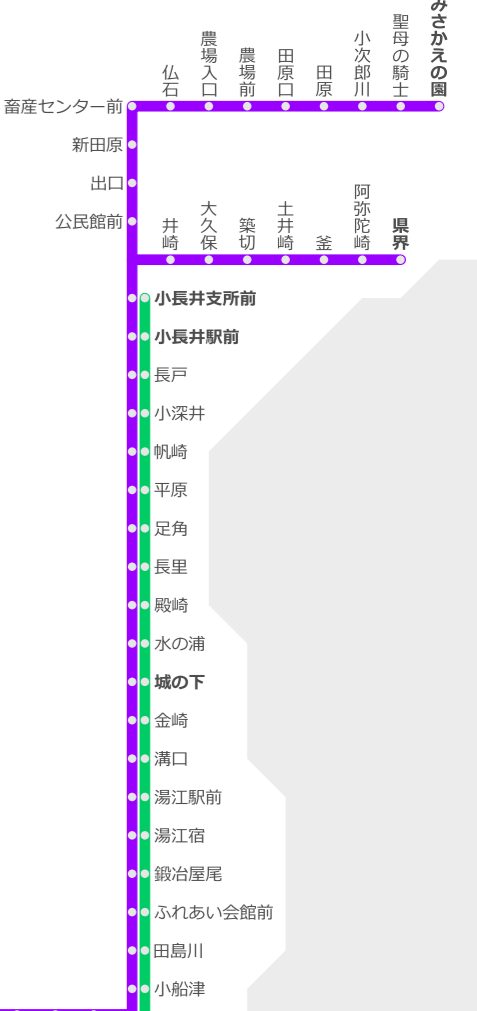 みさかえの園
聖母の騎士
小次郎川
田原
田原口
農場前
農場入口
仏石
畜産センター前
新田原
出口
公民館前
井崎
大久保
築切
土井崎
釜
阿弥陀崎
県界
小長井支所前
小長井駅前
長戸
小深井
帆崎
平原
足角
長里
殿崎
水の浦
城の下
金崎
溝口
湯江駅前
湯江宿
鍛冶屋尾
ふれあい会館前
田島川
小船津